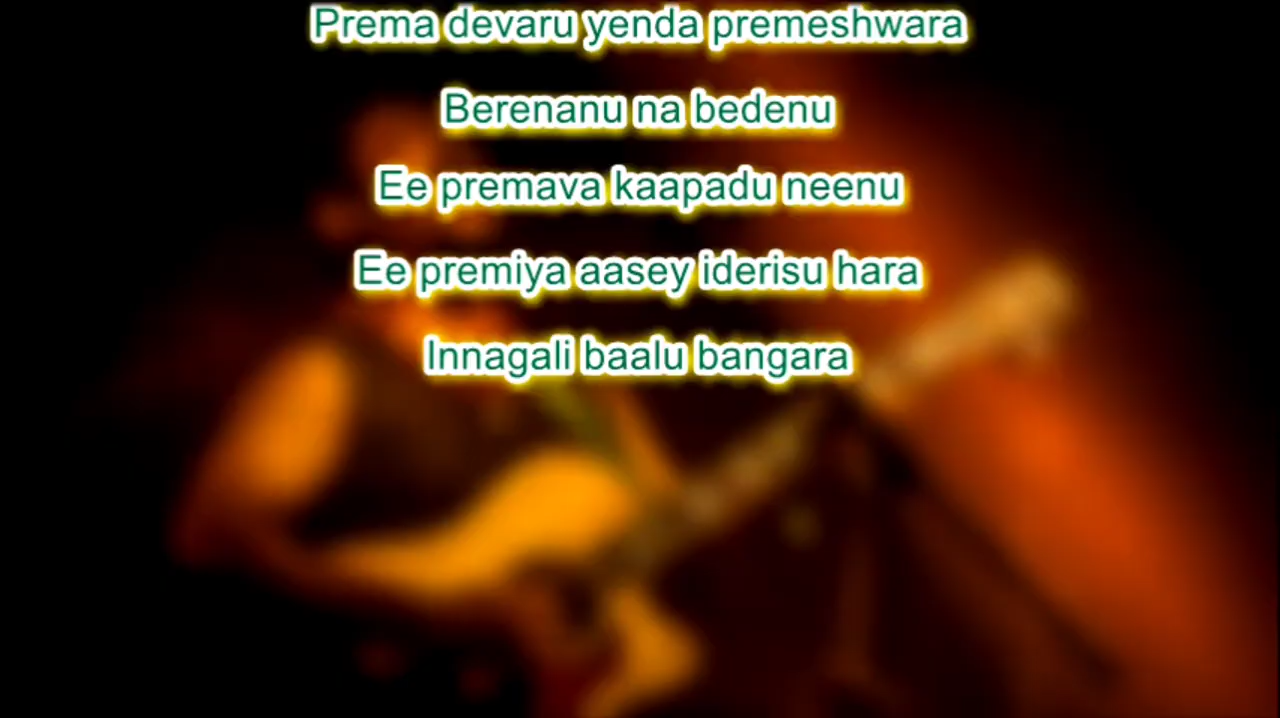 Prema devaru yenda premeshwara
Berenanu na bedenu
Ee premava kaapadu neenu
Ee premiya aasey iderisu hara
Innagali baalu bangara